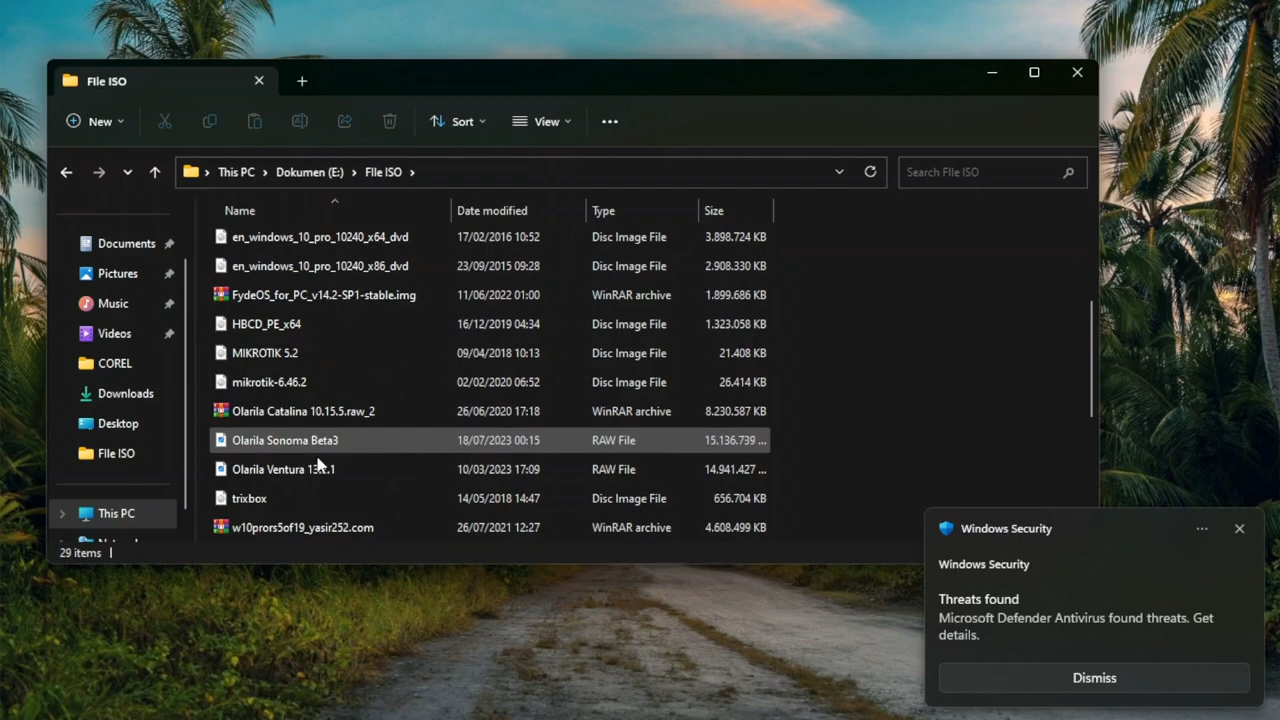 FIle ISO
New
Sort
View
This PC
Dokumen (E:)
FIle ISO
Search FIle ISO
Name Date modified Type Size
Documents
Pictures
Music
Videos
COREL
Downloads
Desktop
FIle ISO
This PC
en_windows_10_pro_10240_x64_dvd 17/02/2016 10:52 Disc Image File 3.898.724 KB
en_windows_10_pro_10240_x86_dvd 23/09/2015 09:28 Disc Image File 2.908.330 KB
FydeOS_for_PC_v14.2-SP1-stable.img 11/06/2022 01:00 WinRAR archive 1.899.686 KB
HBCD_PE_x64 16/12/2019 04:34 Disc Image File 1.323.058 KB
MIKROTIK 5.2 09/04/2018 10:13 Disc Image File 21.408 KB
mikrotik-6.46.2 02/02/2020 06:52 Disc Image File 26.414 KB
Olarila Catalina 10.15.5.raw_2 26/06/2020 17:18 WinRAR archive 8.230.587 KB
Olarila Sonoma Beta3 18/07/2023 00:15 RAW File 15.136.739 ...
Olarila Ventura 10/03/2023 17:09 RAW File 14.941.427 ...
trixbox 14/05/2018 14:47 Disc Image File 656.704 KB
w10prors5of19_yasir252.com 26/07/2021 12:27 WinRAR archive 4.608.499 KB
29 items
Windows Security
Windows Security
Threats found
Microsoft Defender Antivirus found threats. Get
details.
Dismiss